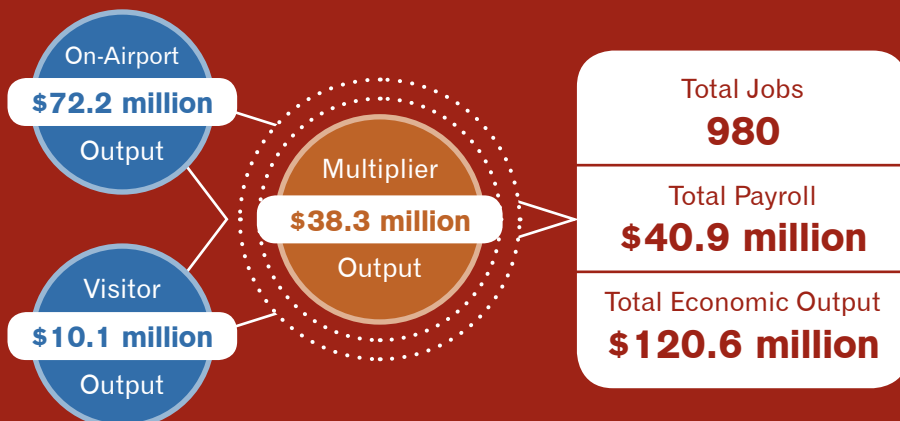 On-Airport
$72.2 million
Output
Visitor
$10.1 million
Output
Multiplier
$38.3 million
Output
Total Jobs
980
Total Payroll
$40.9 million
Total Economic Output
$120.6 million